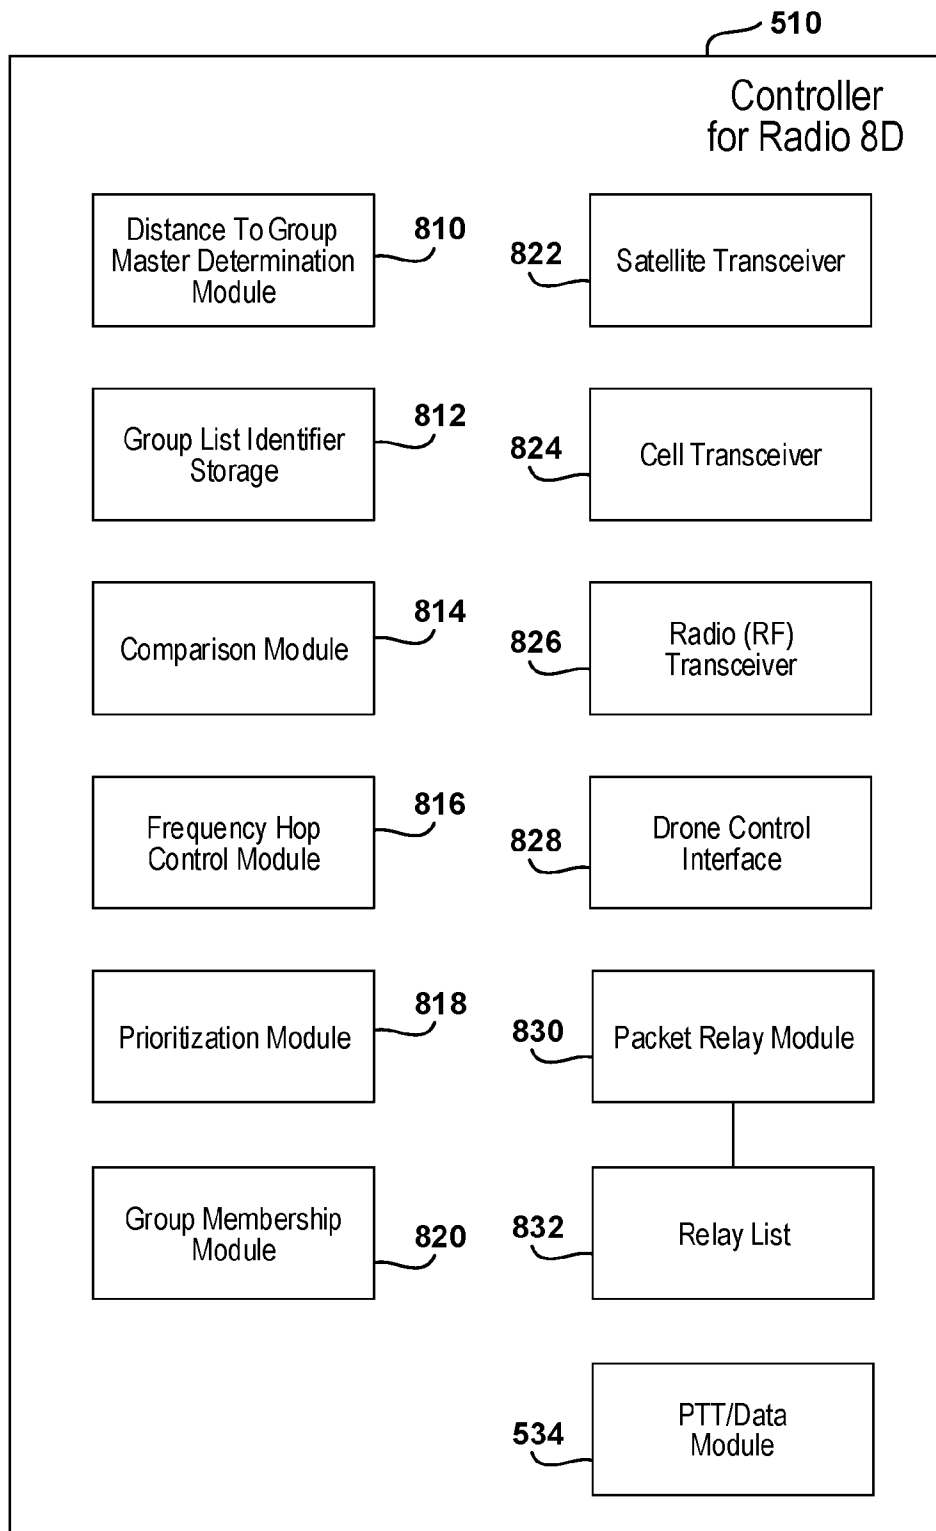 510
Controller
for Radio 8D
Distance To Group
Master Determination
Module
810
822
Satellite Transceiver
Group List Identifier
Storage
812
824
Cell Transceiver
Comparison Module
814
826
Radio (RF)
Transceiver
Frequency Hop
Control Module
816
828
Drone Control
Interface
Prioritization Module
818
830
Packet Relay Module
Group Membership
Module
820
832
Relay List
534
PTT/Data
Module